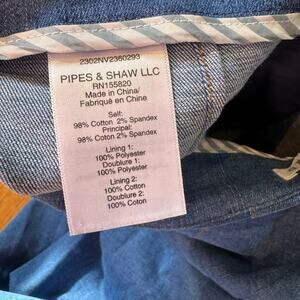 2302NV2360293
PIPES & SHAW LLC
RN155820
Made in China/
Fabriqué en Chine
Self:
98% Cotton 2% Spandex
Principal:
98% Coton 2% Spandex
Lining 1:
100% Polyester
Doublure 1:
100% Polyester
Lining 2:
100% Cotton
Doublure 2:
100% Coton